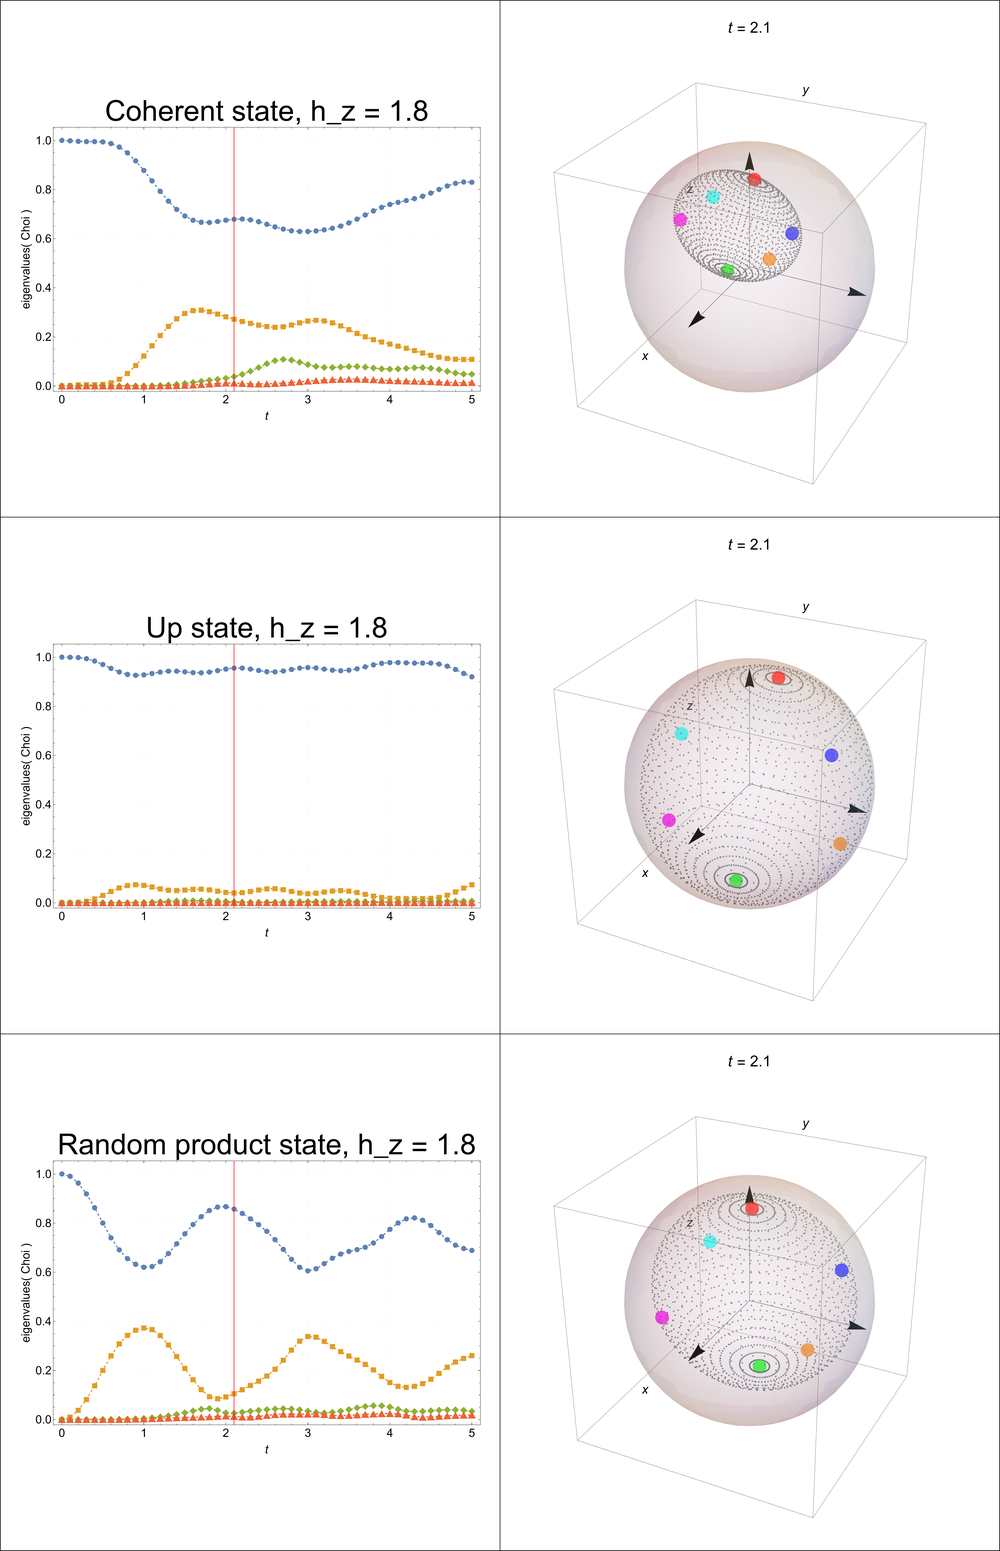 Coherent state, h_z = 1.8
eigenvalues( Choi )
1.0
0.8
0.6
0.4
0.2
0.0
0 1 2 3 4 5
t
t = 2.1
y
z
x
Up state, h_z = 1.8
eigenvalues( Choi )
1.0
0.8
0.6
0.4
0.2
0.0
0 1 2 3 4 5
t
t = 2.1
y
z
x
Random product state, h_z = 1.8
eigenvalues( Choi )
1.0
0.8
0.6
0.4
0.2
0.0
0 1 2 3 4 5
t
t = 2.1
y
z
x